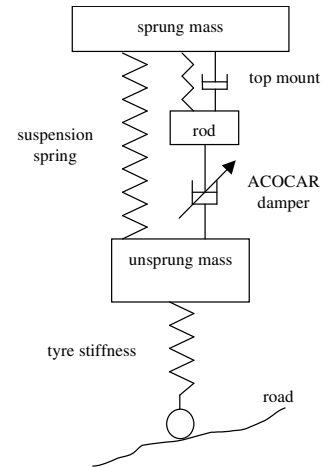 sprung mass
top mount
rod
suspension
spring
ACOCAR
damper
unsprung mass
tyre stiffness
road